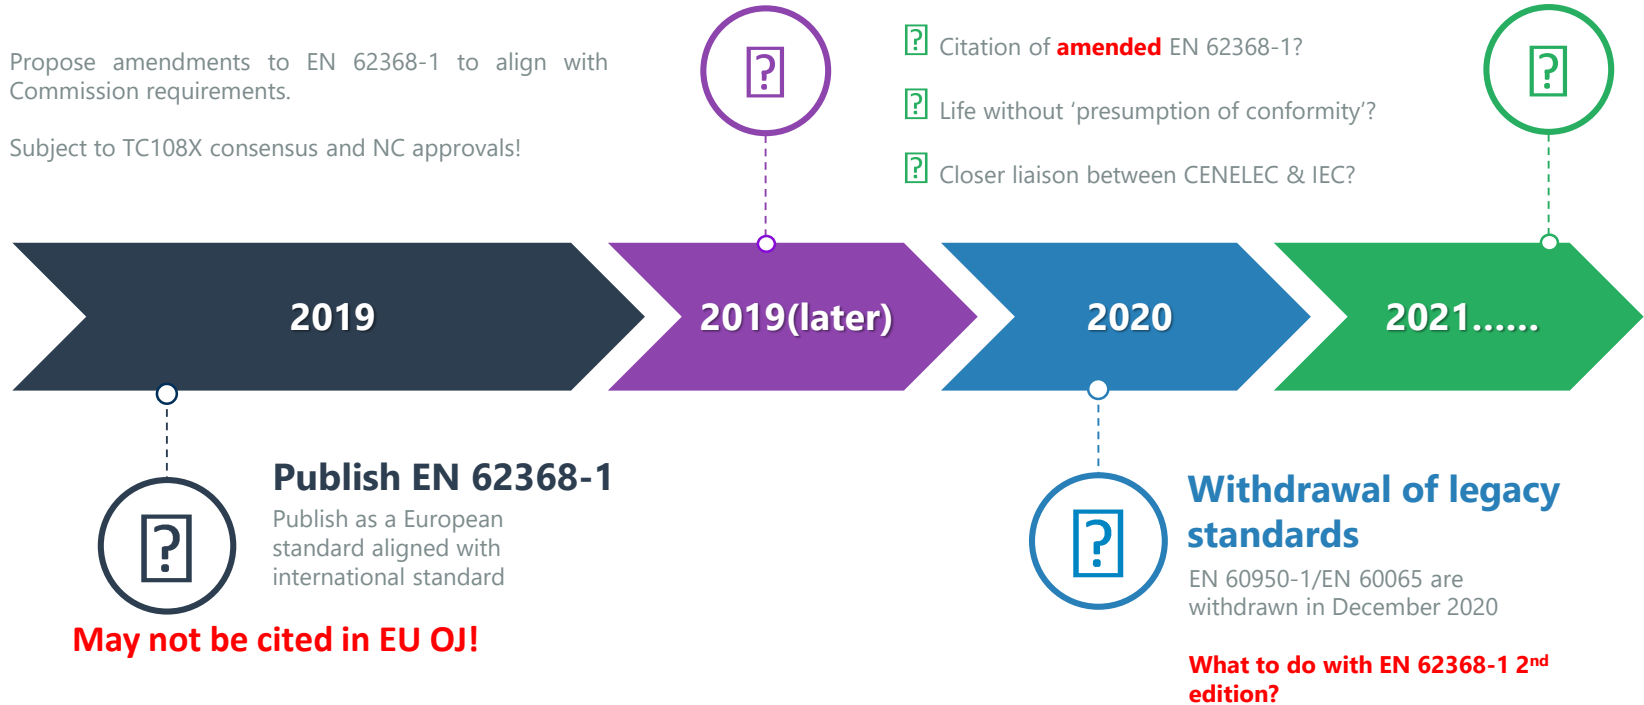 Propose amendments to EN 62368-1 to align with
Commission requirements.
Subject to TC108X consensus and NC approvals!
Citation of amended EN 62368-1?
Life without ‘presumption of conformity’?
Closer liaison between CENELEC & IEC?
2019
2019(later)
2020
2021......
Publish EN 62368-1
Publish as a European
standard aligned with
international standard
May not be cited in EU OJ!
Withdrawal of legacy
standards
EN 60950-1/EN 60065 are
withdrawn in December 2020
What to do with EN 62368-1 2nd
edition?